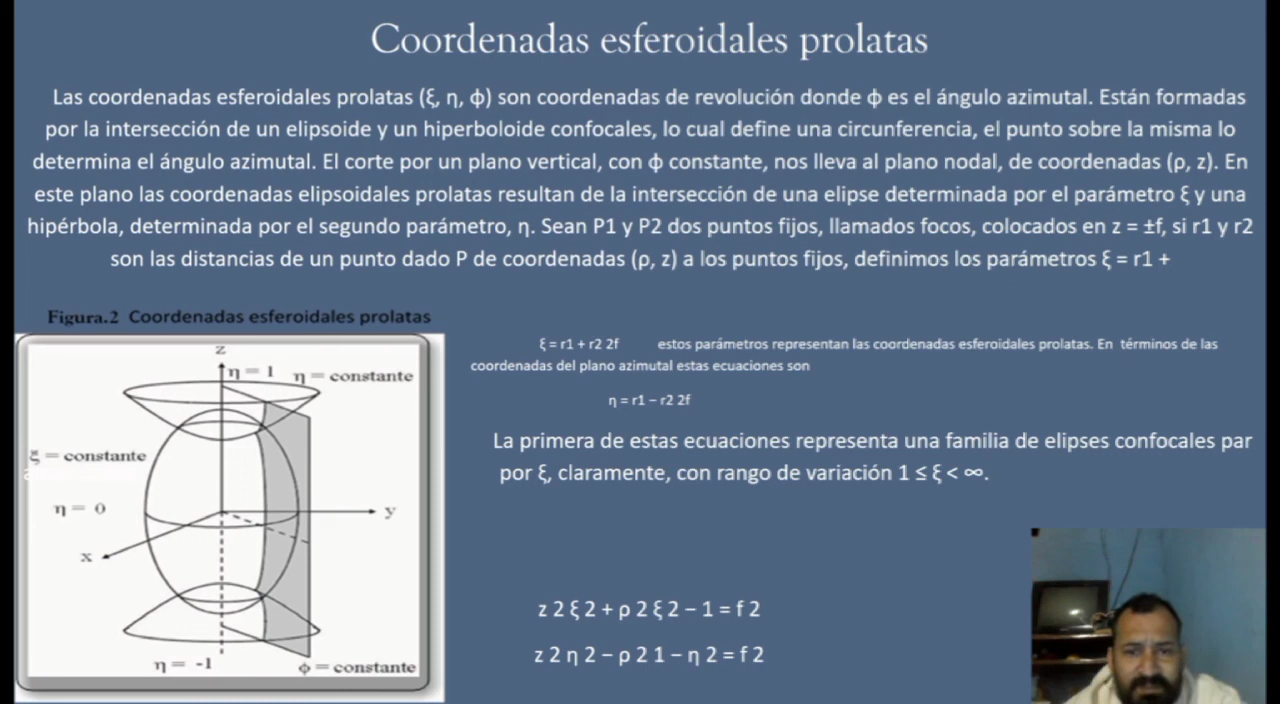 Coordenadas esferoidales prolatas
Las coordenadas esferoidales prolatas (ξ, η, ϕ) son coordenadas de revolución donde ϕ es el ángulo azimutal. Están formadas
por la intersección de un elipsoide y un hiperboloide confocales, lo cual define una circunferencia, el punto sobre la misma lo
determina el ángulo azimutal. El corte por un plano vertical, con ϕ constante, nos lleva al plano nodal, de coordenadas (ρ, z). En
este plano las coordenadas elipsoidales prolatas resultan de la intersección de una elipse determinada por el parámetro ξ y una
hipérbola, determinada por el segundo parámetro, η. Sean P1 y P2 dos puntos fijos, llamados focos, colocados en z = ±f, si r1 y r2
son las distancias de un punto dado P de coordenadas (ρ, z) a los puntos fijos, definimos los parámetros ξ = r1 +
Figura.2 Coordenadas esferoidales prolatas
z
η = 1
η = constante
ξ = constante
η = 0
y
x
η = -1
ϕ = constante
ξ = r1 + r2 2f estos parámetros representan las coordenadas esferoidales prolatas. En términos de las
coordenadas del plano azimutal estas ecuaciones son
η = r1 − r2 2f
La primera de estas ecuaciones representa una familia de elipses confocales par
por ξ, claramente, con rango de variación 1 ≤ ξ < ∞.
z 2 ξ 2 + ρ 2 ξ 2 − 1 = f 2
z 2 η 2 − ρ 2 1 − η 2 = f 2